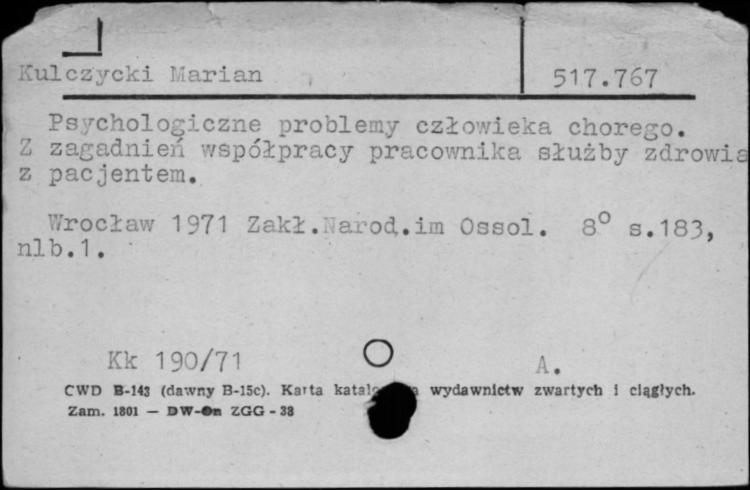 Kulczycki Marian 517.767
Psychologiczne problemy człowieka chorego.
Z zagadnień współpracy pracownika służby zdrowia
z pacjentem.
Wrocław 1971 Zakł.Narod.im Ossol. 8° s.183,
nlb.1.
Kk 190/71 A.
CWD B-143 (dawny B-15c). Karta wydawnictw zwartych i ciągłych.
Zam. 1801 — DW-On ZGG - 38